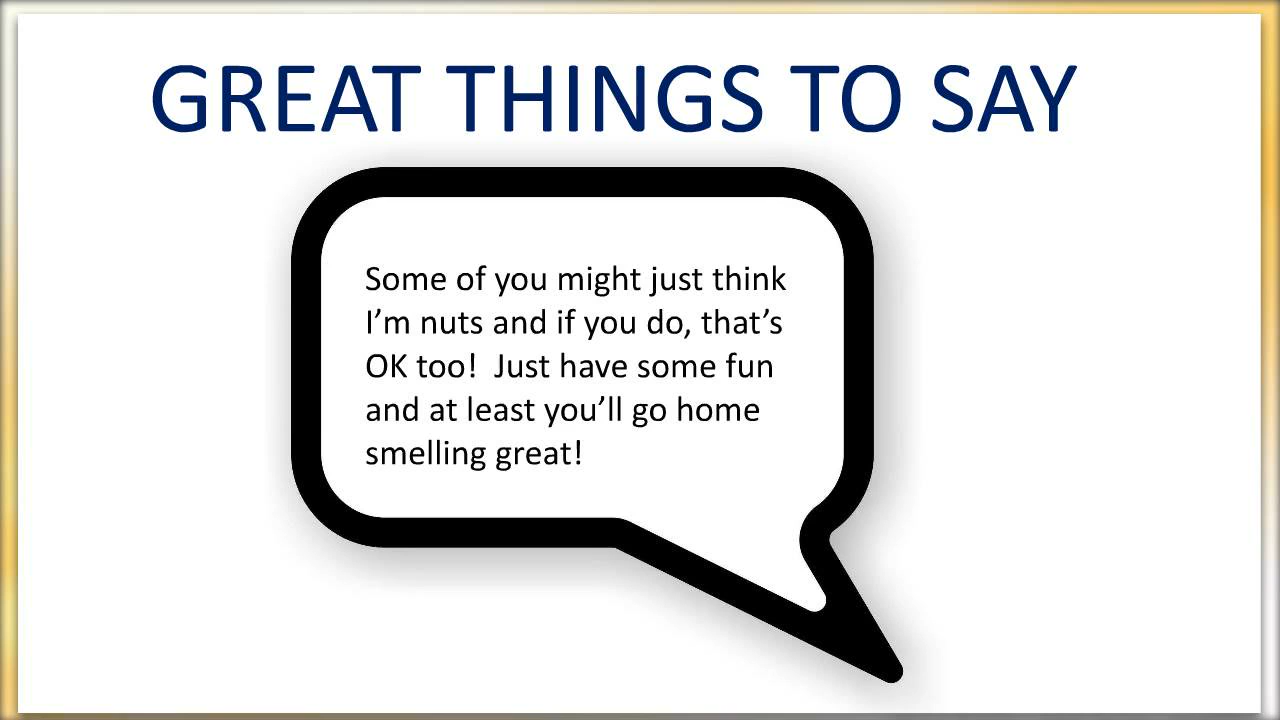 GREAT THINGS TO SAY
Some of you might just think
I’m nuts and if you do, that’s
OK too!  Just have some fun
and at least you’ll go home
smelling great!